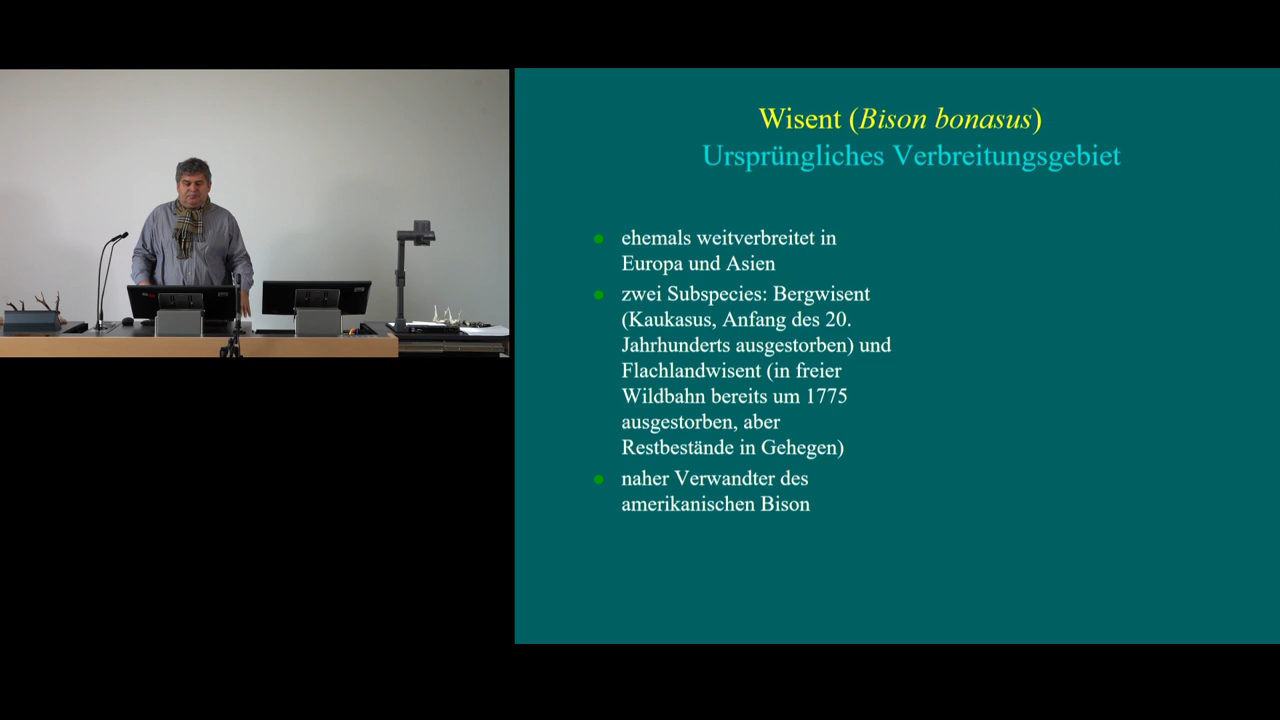 Wisent (Bison bonasus)
Ursprüngliches Verbreitungsgebiet
ehemals weitverbreitet in
Europa und Asien
zwei Subspecies: Bergwisent
(Kaukasus, Anfang des 20.
Jahrhunderts ausgestorben) und
Flachlandwisent (in freier
Wildbahn bereits um 1775
ausgestorben, aber
Restbestände in Gehegen)
naher Verwandter des
amerikanischen Bison